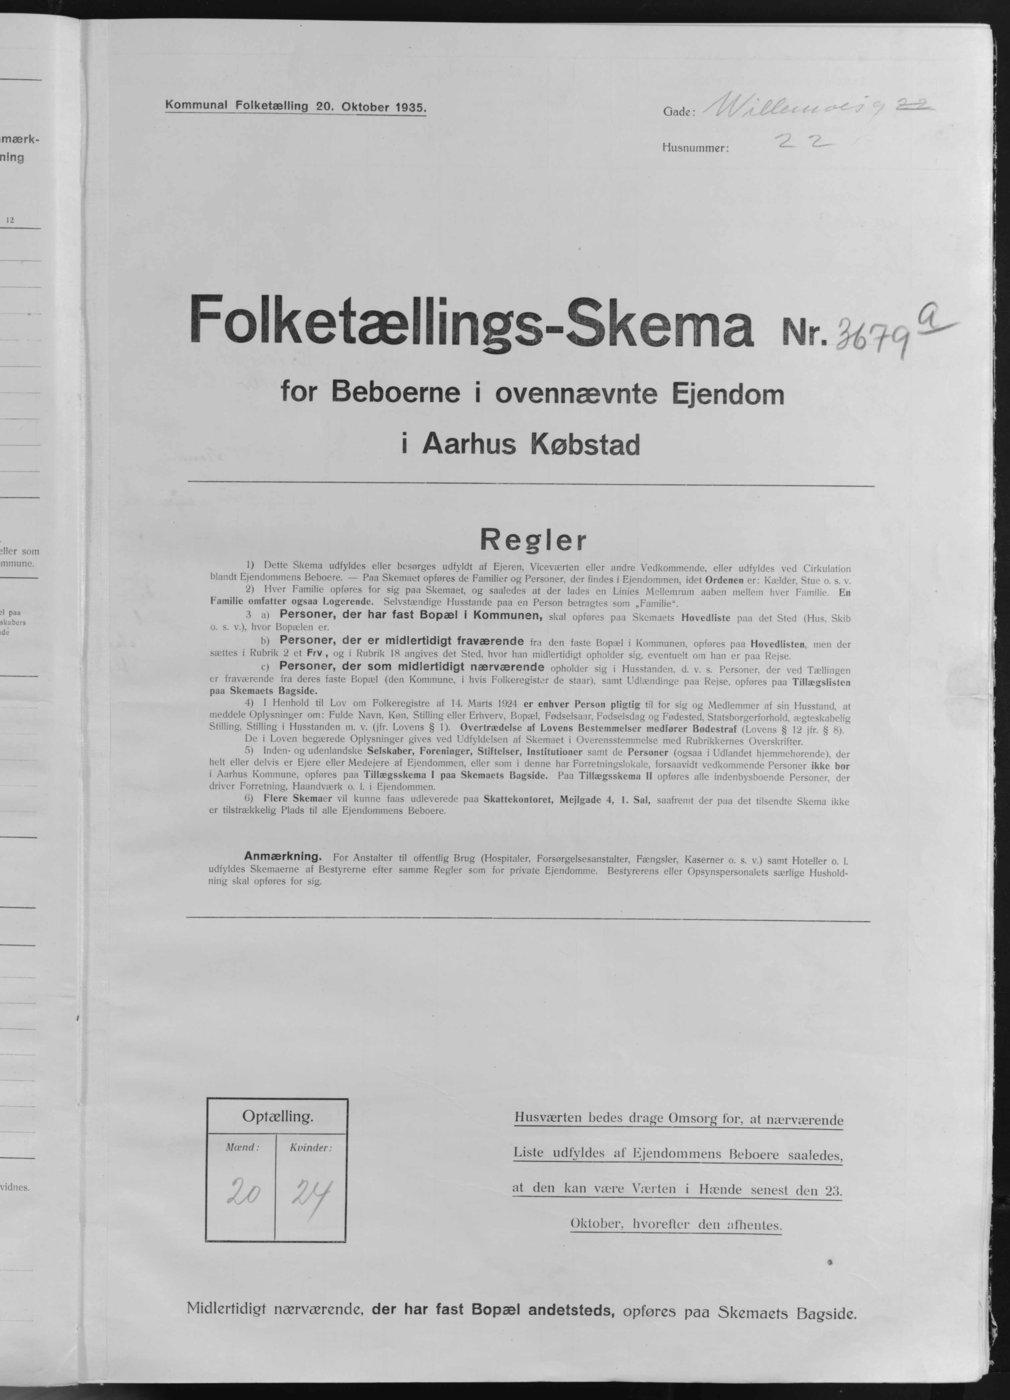 Kommunal Folketælling 20. Oktober 1935.
Gade: Willemoesg 22
Husnummer: 22
mærk-
ning
12
eller som
mmune.
el paa
skabers
de
vidnes.
Folketællings-Skema Nr. 3679 a
for Beboerne i ovennævnte Ejendom
i Aarhus Købstad
Regler
1) Dette Skema udfyldes eller besørges udfyldt af Ejeren, Viceværten eller andre Vedkommende, eller udfyldes ved Cirkulation
blandt Ejendommens Beboere. — Paa Skemaet opføres de Familier og Personer, der findes i Ejendommen, idet Ordenen er: Kælder, Stue o. s. v.
2) Hver Familie opføres for sig paa Skemaet, og saaledes at der lades en Linies Mellemrum aaben mellem hver Familie. En
Familie omfatter ogsaa Logerende. Selvstændige Husstande paa en Person betragtes som „Familie“.
3 a) Personer, der har fast Bopæl i Kommunen, skal opføres paa Skemaets Hovedliste paa det Sted (Hus, Skib
o. s. v.), hvor Bopælen er.
b) Personer, der er midlertidigt fraværende fra den faste Bopæl i Kommunen, opføres paa Hovedlisten, men der
sættes i Rubrik 2 et Frv., og i Rubrik 18 angives det Sted, hvor han midlertidigt opholder sig, eventuelt om han er paa Rejse.
c) Personer, der som midlertidigt nærværende opholder sig i Husstanden, d. v. s. Personer, der ved Tællingen
er fraværende fra deres faste Bopæl (den Kommune, i hvis Folkeregister de staar), samt Udlændinge paa Rejse, opføres paa Tillægslisten
paa Skemaets Bagside.
4) I Henhold til Lov om Folkeregistre af 14. Marts 1924 er enhver Person pligtig til for sig og Medlemmer af sin Husstand, at
meddele Oplysninger om: Fulde Navn, Køn, Stilling eller Erhverv, Bopæl, Fødselsaar, Fødselsdag og Fødested, Statsborgerforhold, ægteskabelig
Stilling, Stilling i Husstanden m. v. (jfr. Lovens § 1). Overtrædelse af Lovens Bestemmelser medfører Bødestraf (Lovens § 12 jfr. § 8).
De i Loven begærede Oplysninger gives ved Udfyldelsen af Skemaet i Overensstemmelse med Rubrikkernes Overskrifter.
5) Inden- og udenlandske Selskaber, Foreninger, Stiftelser, Institutioner samt de Personer (ogsaa i Udlandet hjemmehørende), der
helt eller delvis er Ejere eller Medejere af Ejendommen, eller som i denne har Forretningslokale, forsaavidt vedkommende Personer ikke bor
i Aarhus Kommune, opføres paa Tillægsskema I paa Skemaets Bagside. Paa Tillægsskema II opføres alle indenbysboende Personer, der
driver Forretning, Haandværk o. l. i Ejendommen.
6) Flere Skemaer vil kunne faas udleverede paa Skattekontoret, Mejlgade 4, 1. Sal, saafremt der paa det tilsendte Skema ikke
er tilstrækkelig Plads til alle Ejendommens Beboere.
Anmærkning. For Anstalter til offentlig Brug (Hospitaler, Forsørgelsesanstalter, Fængsler, Kaserner o. s. v.) samt Hoteller o. l.
udfyldes Skemaerne af Bestyrerne efter samme Regler som for private Ejendomme. Bestyrerens eller Opsynspersonalets særlige Hushold-
ning skal opføres for sig.
Optælling.
Mænd: Kvinder:
20 24
Husværten bedes drage Omsorg for, at nærværende
Liste udfyldes af Ejendommens Beboere saaledes,
at den kan være Værten i Hænde senest den 23.
Oktober, hvorefter den afhentes.
Midlertidigt nærværende, der har fast Bopæl andetsteds, opføres paa Skemaets Bagside.